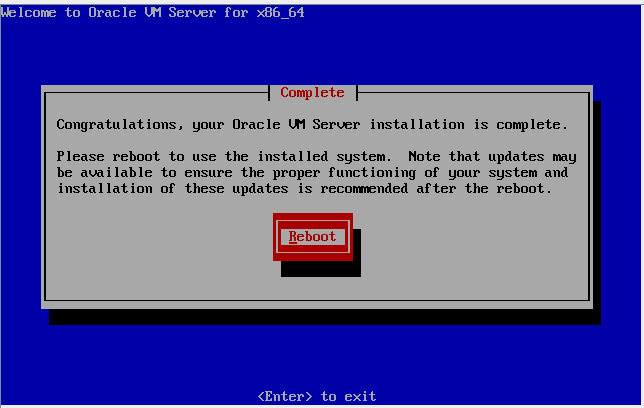 Welcome to Oracle VM Server for x86_64
Complete
Congratulations, your Oracle VM Server installation is complete.
Please reboot to use the installed system.  Note that updates may
be available to ensure the proper functioning of your system and
installation of these updates is recommended after the reboot.
Reboot
<Enter> to exit